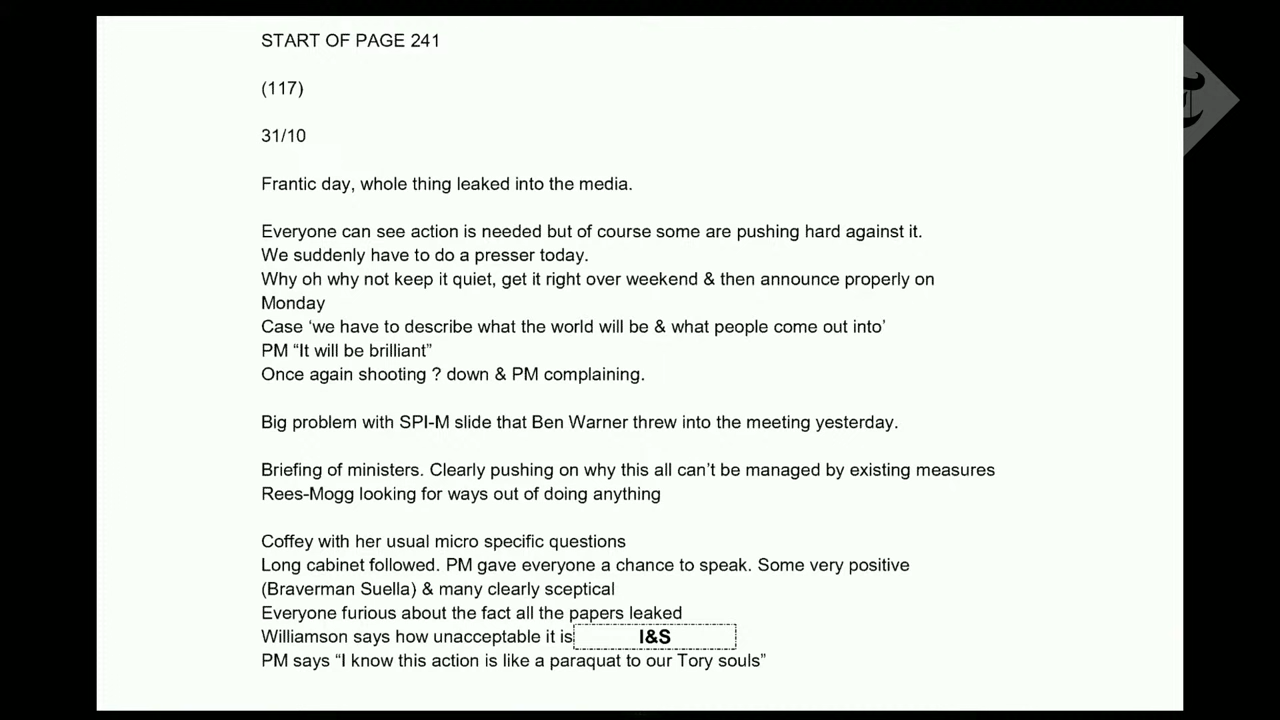 START OF PAGE 241
(117)
31/10
Frantic day, whole thing leaked into the media.
Everyone can see action is needed but of course some are pushing hard against it.
We suddenly have to do a presser today.
Why oh why not keep it quiet, get it right over weekend & then announce properly on
Monday
Case ‘we have to describe what the world will be & what people come out into’
PM “It will be brilliant”
Once again shooting ? down & PM complaining.
Big problem with SPI-M slide that Ben Warner threw into the meeting yesterday.
Briefing of ministers. Clearly pushing on why this all can’t be managed by existing measures
Rees-Mogg looking for ways out of doing anything
Coffey with her usual micro specific questions
Long cabinet followed. PM gave everyone a chance to speak. Some very positive
(Braverman Suella) & many clearly sceptical
Everyone furious about the fact all the papers leaked
Williamson says how unacceptable it is I&S
PM says “I know this action is like a paraquat to our Tory souls”